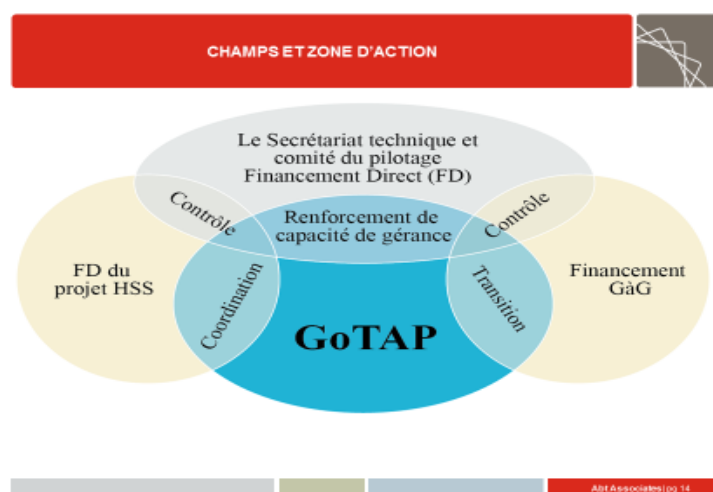 CHAMPS ET ZONE D'ACTION
Le Secrétariat technique et
comité du pilotage
Financement Direct (FD)
Contrôle
Renforcement de
capacité de gérance
Contrôle
FD du
projet HSS
Coordination
Transition
Financement
GàG
GoTAP
Abt Associates | pg 14